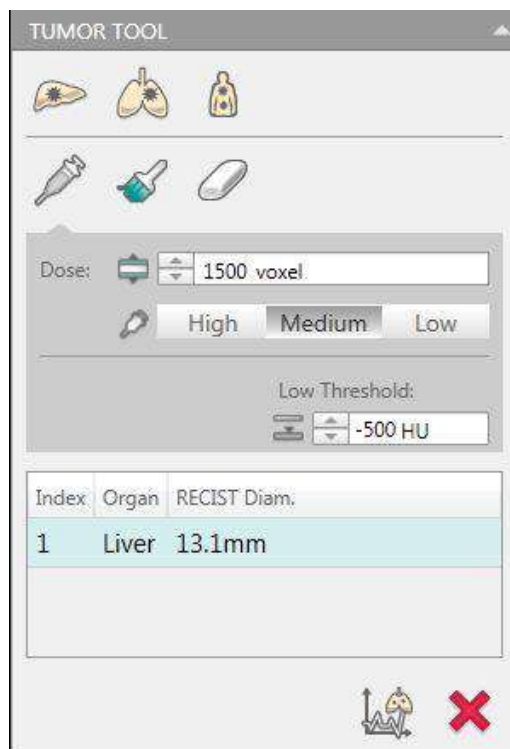 TUMOR TOOL
Dose: 1500 voxel
High Medium Low
Low Threshold:
-500 HU
Index Organ RECIST Diam.
1 Liver 13.1mm